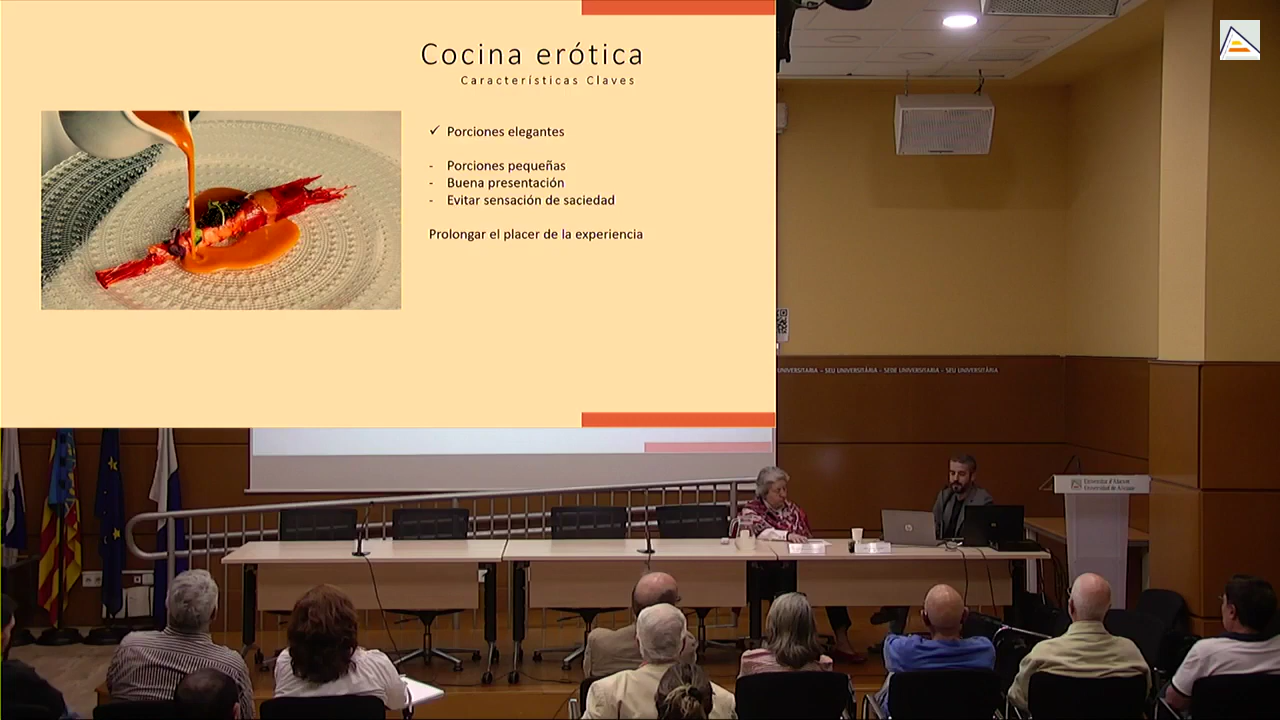 Cocina erótica
Características Claves
✓ Porciones elegantes
- Porciones pequeñas
- Buena presentación
- Evitar sensación de saciedad
Prolongar el placer de la experiencia
UNIVERSITARIA – SEU UNIVERSITÀRIA – SEDE UNIVERSITARIA – SEU UNIVERSITÀRIA
Universitat d'Alacant
Universidad de Alicante
hp